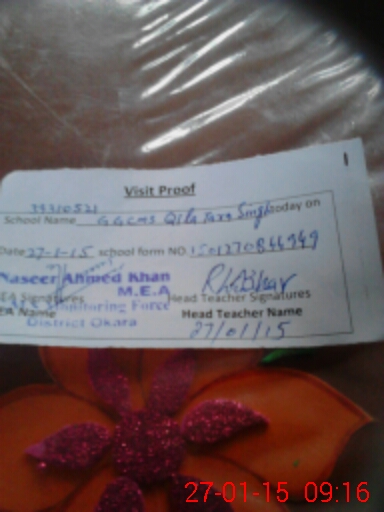 Visit Proof
39310521
School Name GGCMS Qila Tara Singh today on
Date 27-1-15 school form NO.
Naseer Ahmed Khan
M.E.A
EA Signatures Head Teacher Signatures
Monitoring Force
EA Name Head Teacher Name
District Okara
27/01/15
27-01-15 09:16